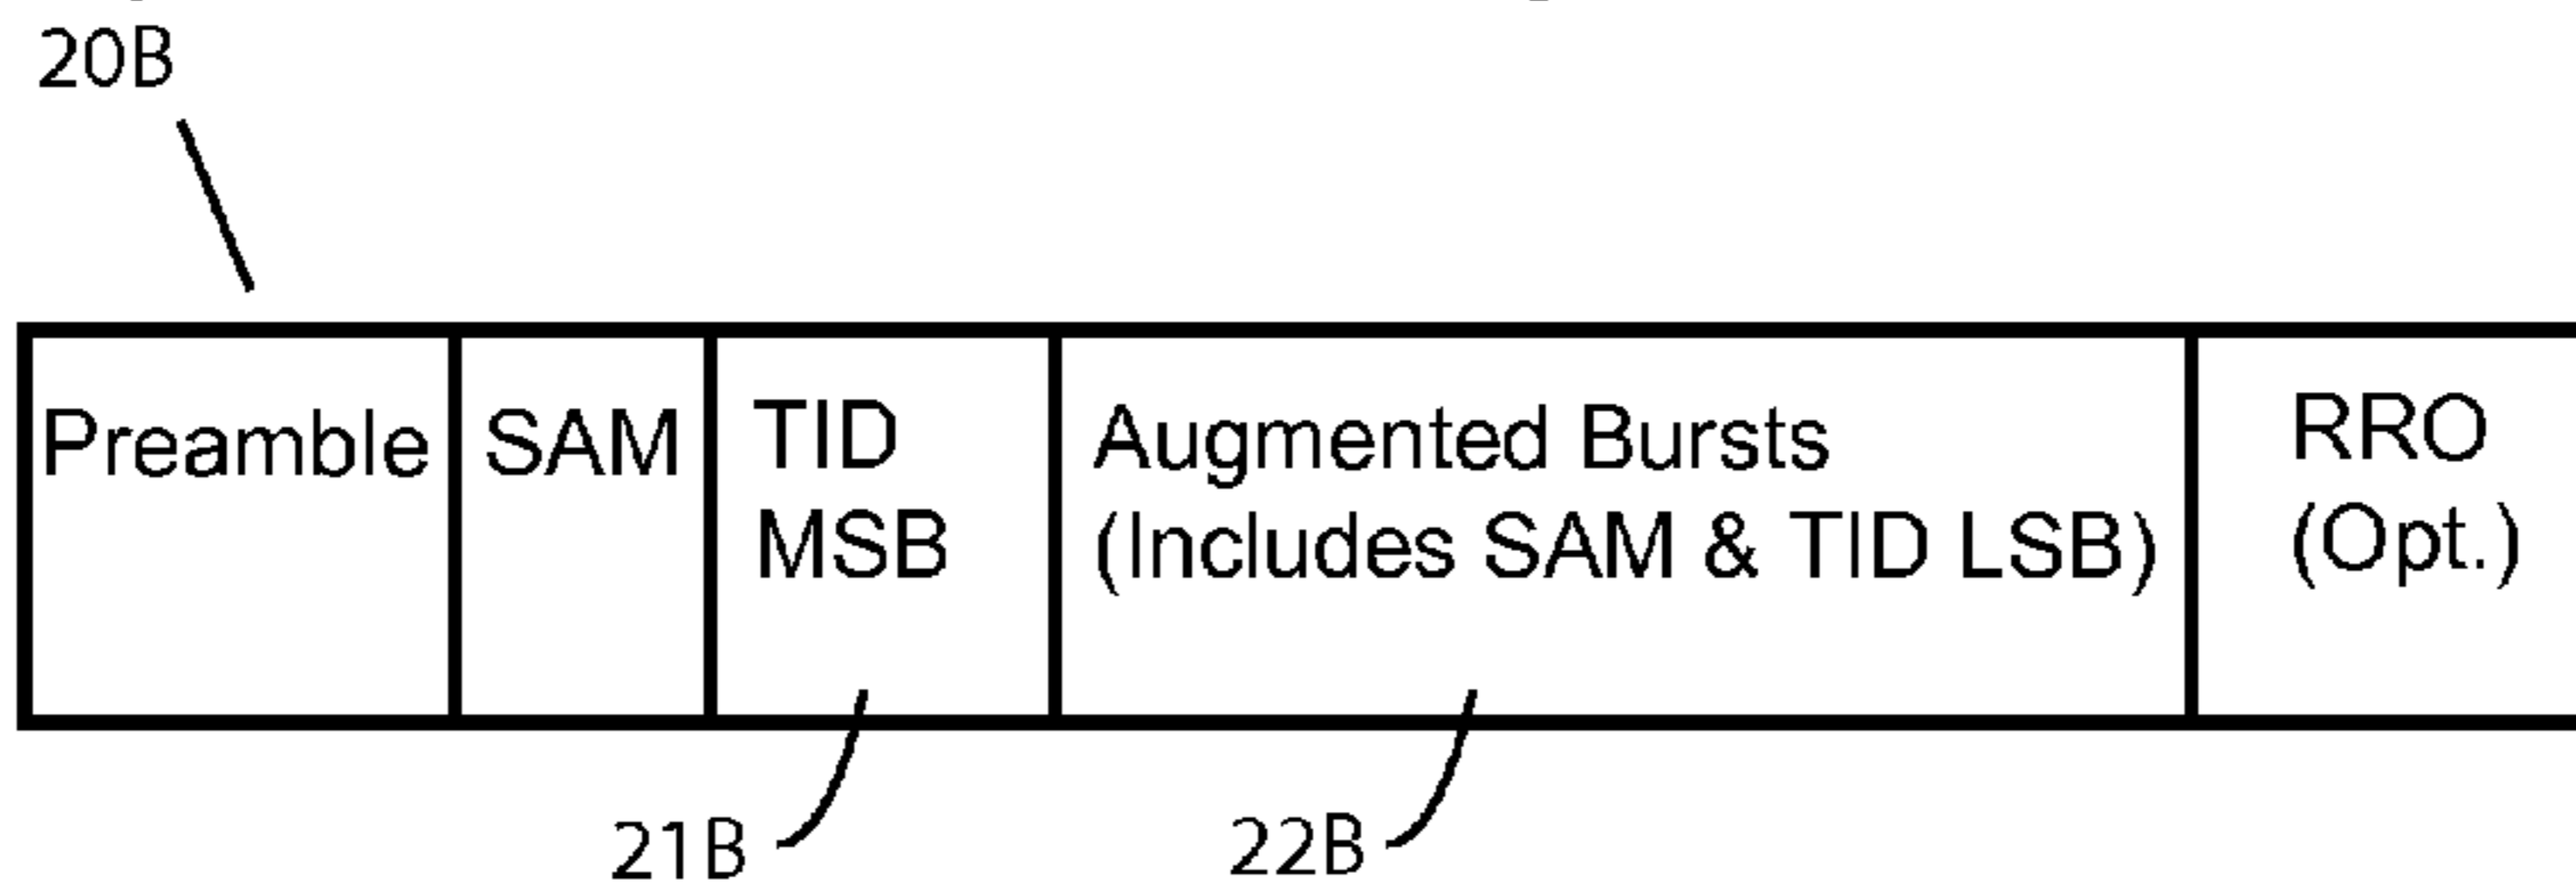 20B
Preamble
SAM
TID
MSB
Augmented Bursts
(Includes SAM & TID LSB)
RRO
(Opt.)
21B
22B